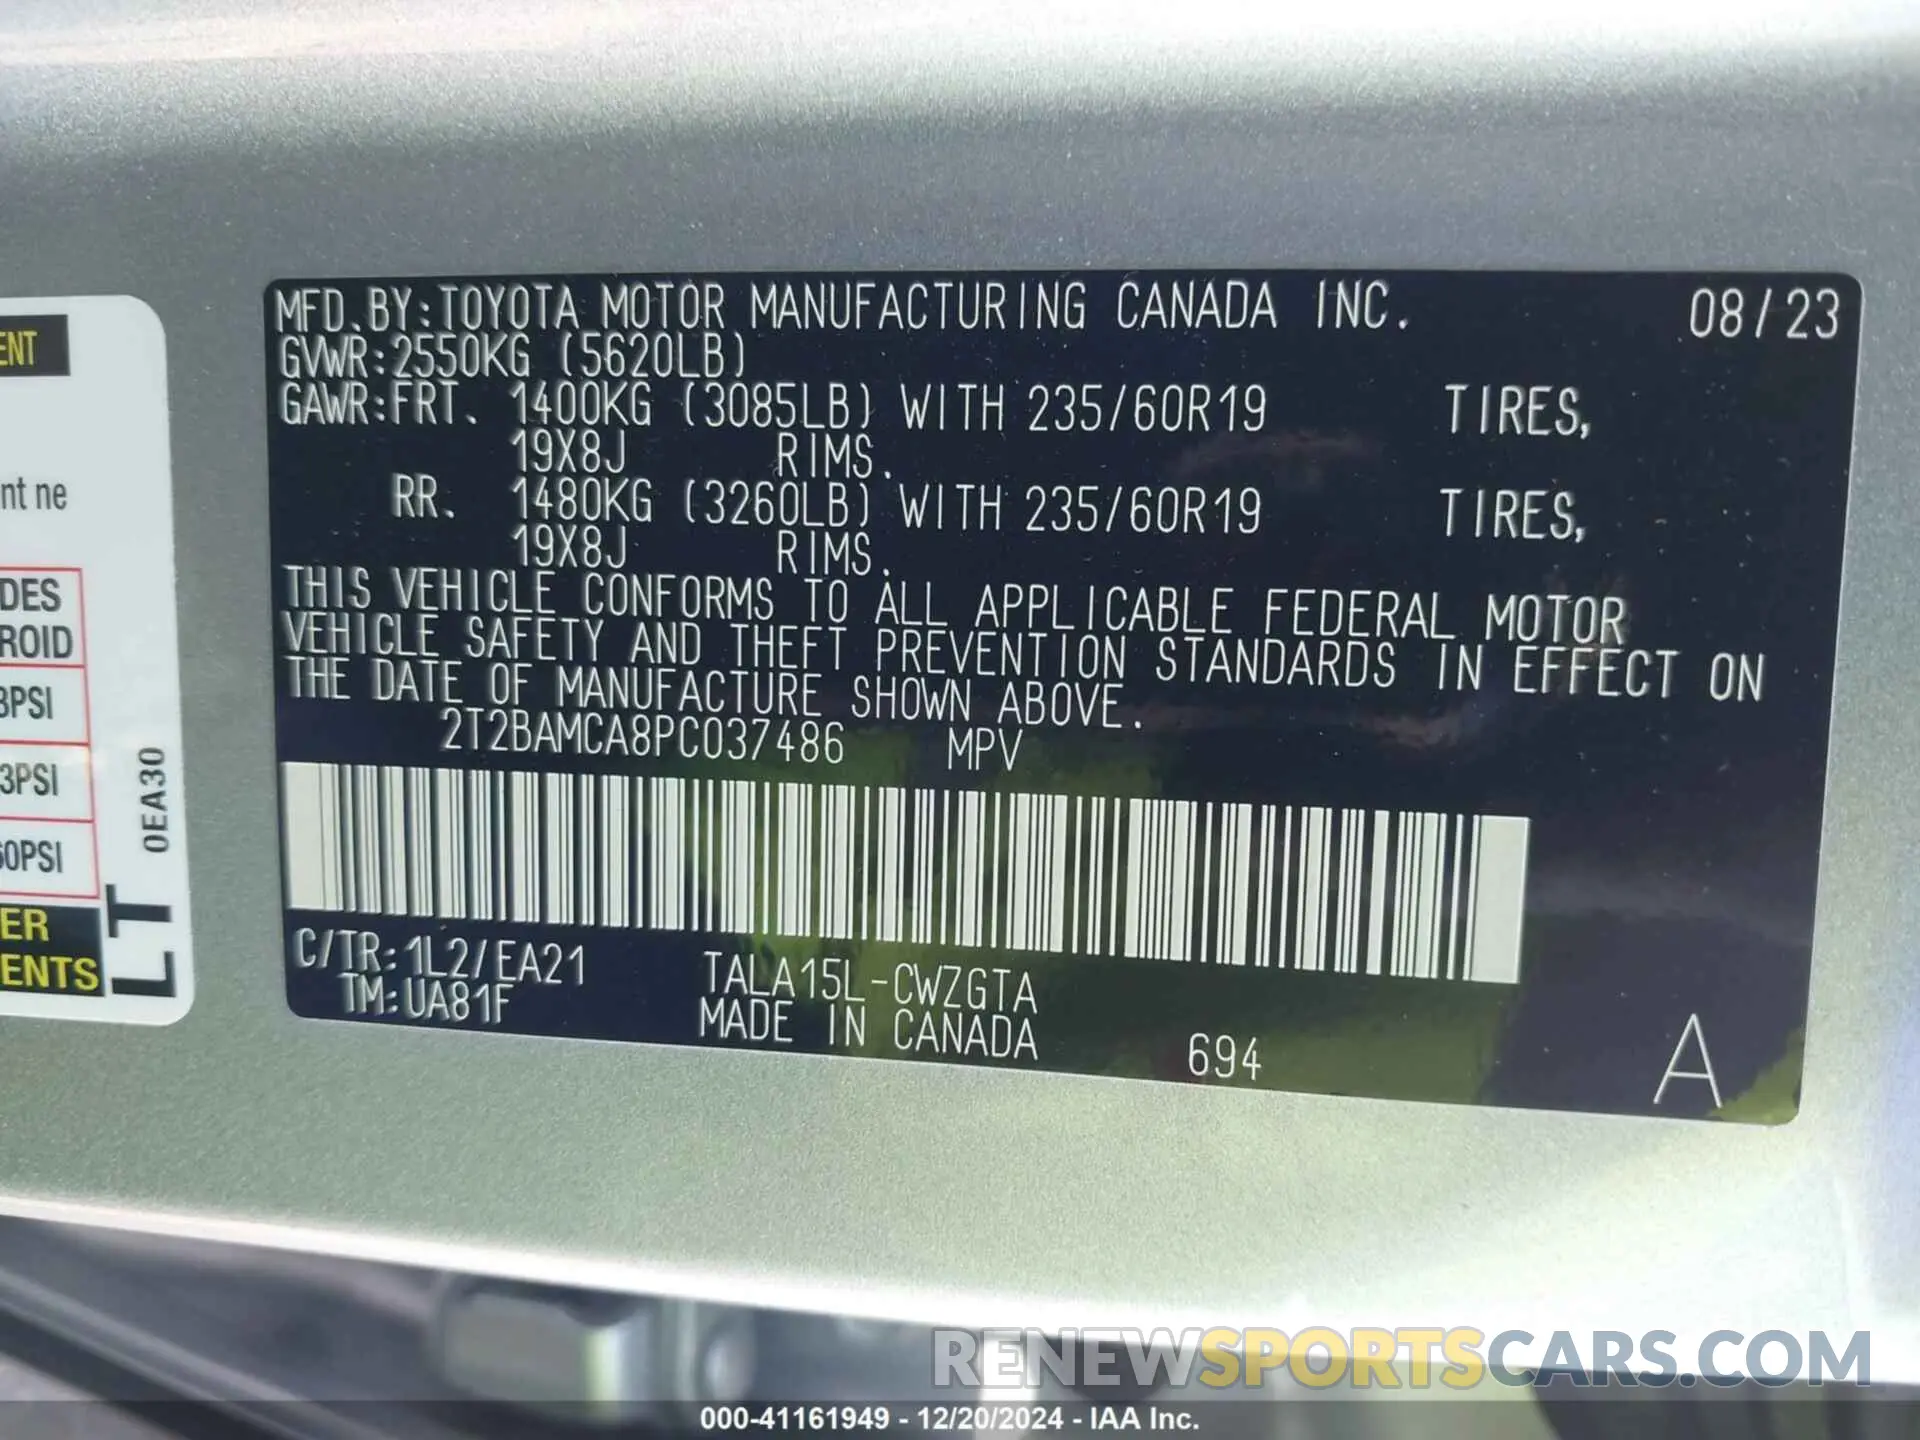 MFD.BY:TOYOTA MOTOR MANUFACTURING CANADA INC. 08/23
GVWR:2550KG (5620LB)
GAWR:FRT. 1400KG (3085LB) WITH 235/60R19 TIRES,
19X8J RIMS.
RR. 1480KG (3260LB) WITH 235/60R19 TIRES,
19X8J RIMS.
THIS VEHICLE CONFORMS TO ALL APPLICABLE FEDERAL MOTOR
VEHICLE SAFETY AND THEFT PREVENTION STANDARDS IN EFFECT ON
THE DATE OF MANUFACTURE SHOWN ABOVE.
2T2BAMCA8PC037486 MPV
C/TR:1L2/EA21 TALA15L-CWZGTA
TM:UA81F MADE IN CANADA 694
A
ENT
nt ne
DES
ROID
3PSI
3PSI
60PSI
ER
ENTS
0EA30
LT
RENEWSPORTSCARS.COM 20/23
000-41161949 - 12/20/2024 - IAA Inc.